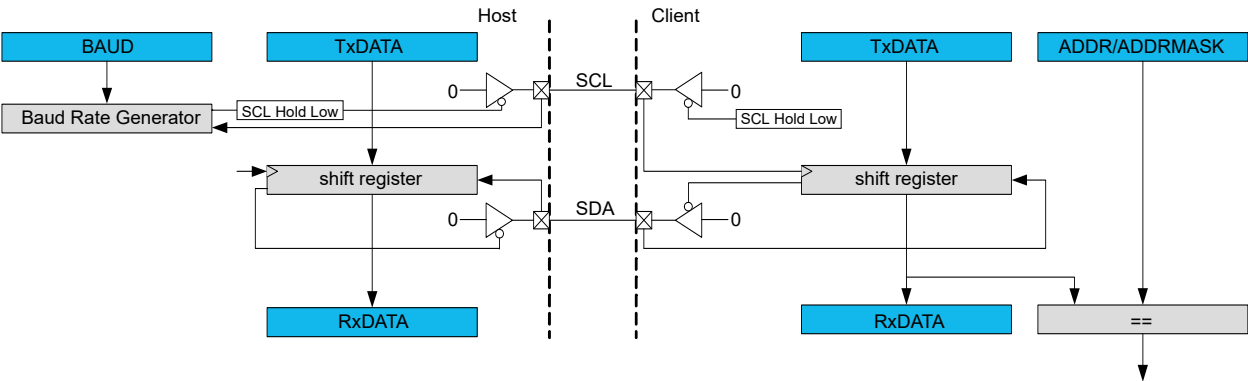 Host
Client
BAUD
TxDATA
TxDATA
ADDR/ADDRMASK
0
SCL
0
Baud Rate Generator
SCL Hold Low
SCL Hold Low
shift register
shift register
0
SDA
0
RxDATA
RxDATA
==